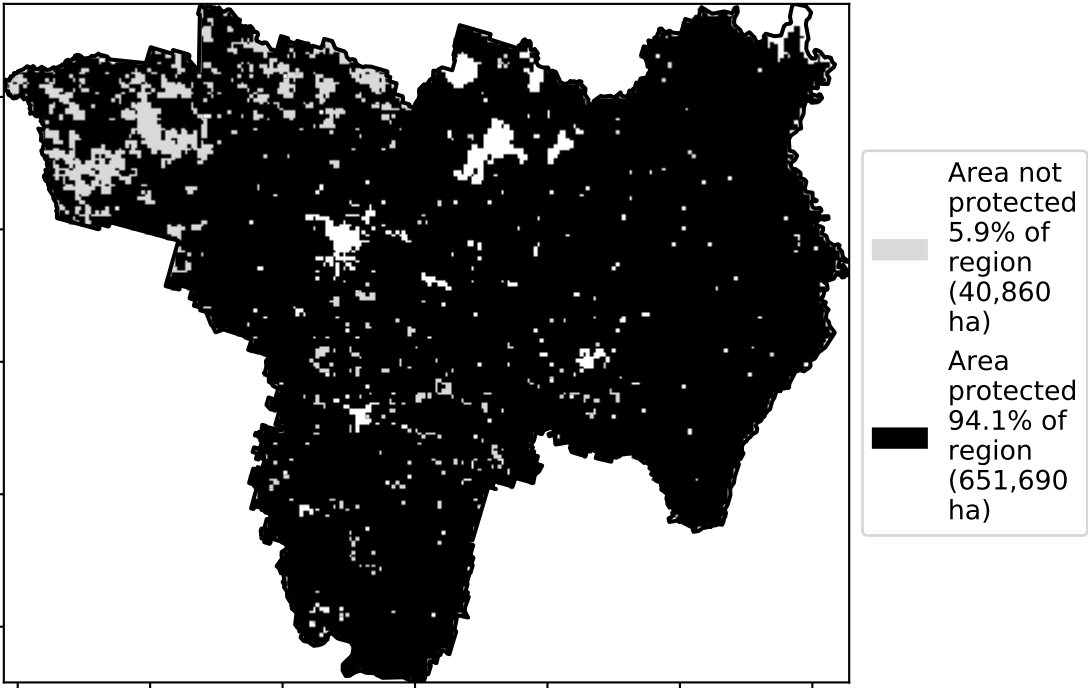 Area not
protected
5.9% of
region
(40,860
ha)
Area
protected
94.1% of
region
(651,690
ha)